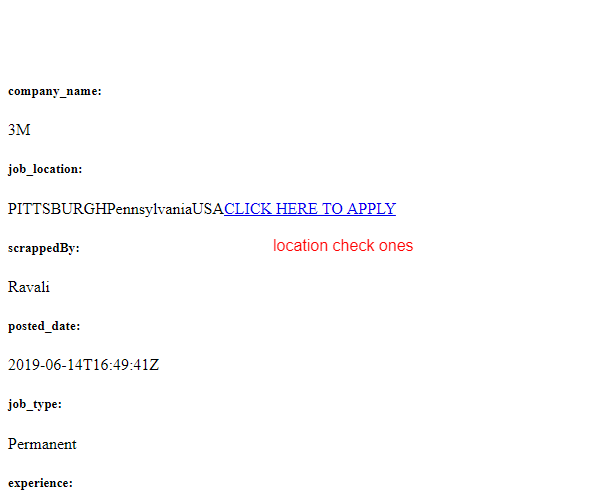 company_name:
3M
job_location:
PITTSBURGHPennsylvaniaUSACLICK HERE TO APPLY
scrappedBy:
location check ones
Ravali
posted_date:
2019-06-14T16:49:41Z
job_type:
Permanent
experience: